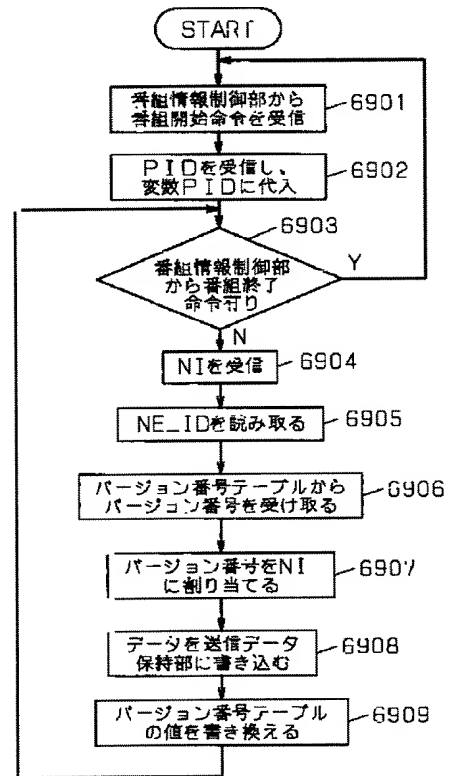 START
番組情報制御部から
番組開始命令を受信
6901
PIDを受信し、
変数PIDに代入
6902
6903
番組情報制御部
から番組終了
命令有り
Y
N
NIを受信
6904
NE_IDを読み取る
6905
バージョン番号テーブルから
バージョン番号を受け取る
6906
バージョン番号をNI
に割り当てる
6907
データを送信データ
保持部に書き込む
6908
バージョン番号テーブル
の値を書き換える
6909